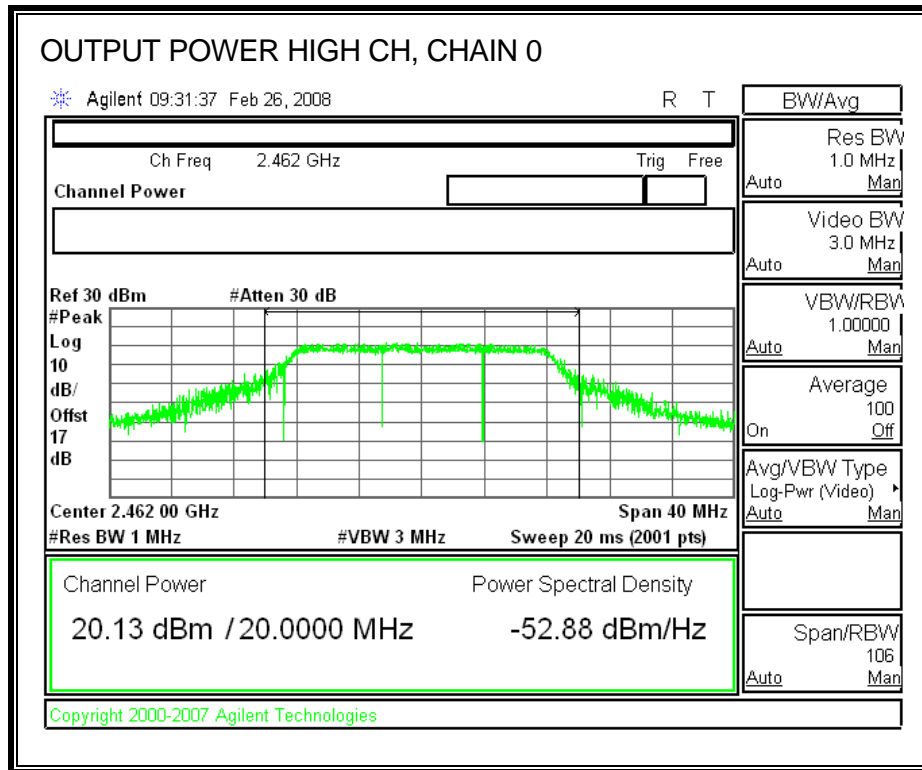 OUTPUT POWER HIGH CH, CHAIN 0
Agilent 09:31:37 Feb 26, 2008 R T
Ch Freq 2.462 GHz Trig Free
Channel Power
Ref 30 dBm #Atten 30 dB
#Peak
Log
10
dB/
Offst
17
dB
Center 2.462 00 GHz Span 40 MHz
#Res BW 1 MHz #VBW 3 MHz Sweep 20 ms (2001 pts)
Channel Power Power Spectral Density
20.13 dBm / 20.0000 MHz -52.88 dBm/Hz
Copyright 2000-2007 Agilent Technologies
BW/Avg
Res BW
1.0 MHz
Auto Man
Video BW
3.0 MHz
Auto Man
VBW/RBW
1.00000
Auto Man
Average
100
On Off
Avg/VBW Type
Log-Pwr (Video)
Auto Man
Span/RBW
106
Auto Man